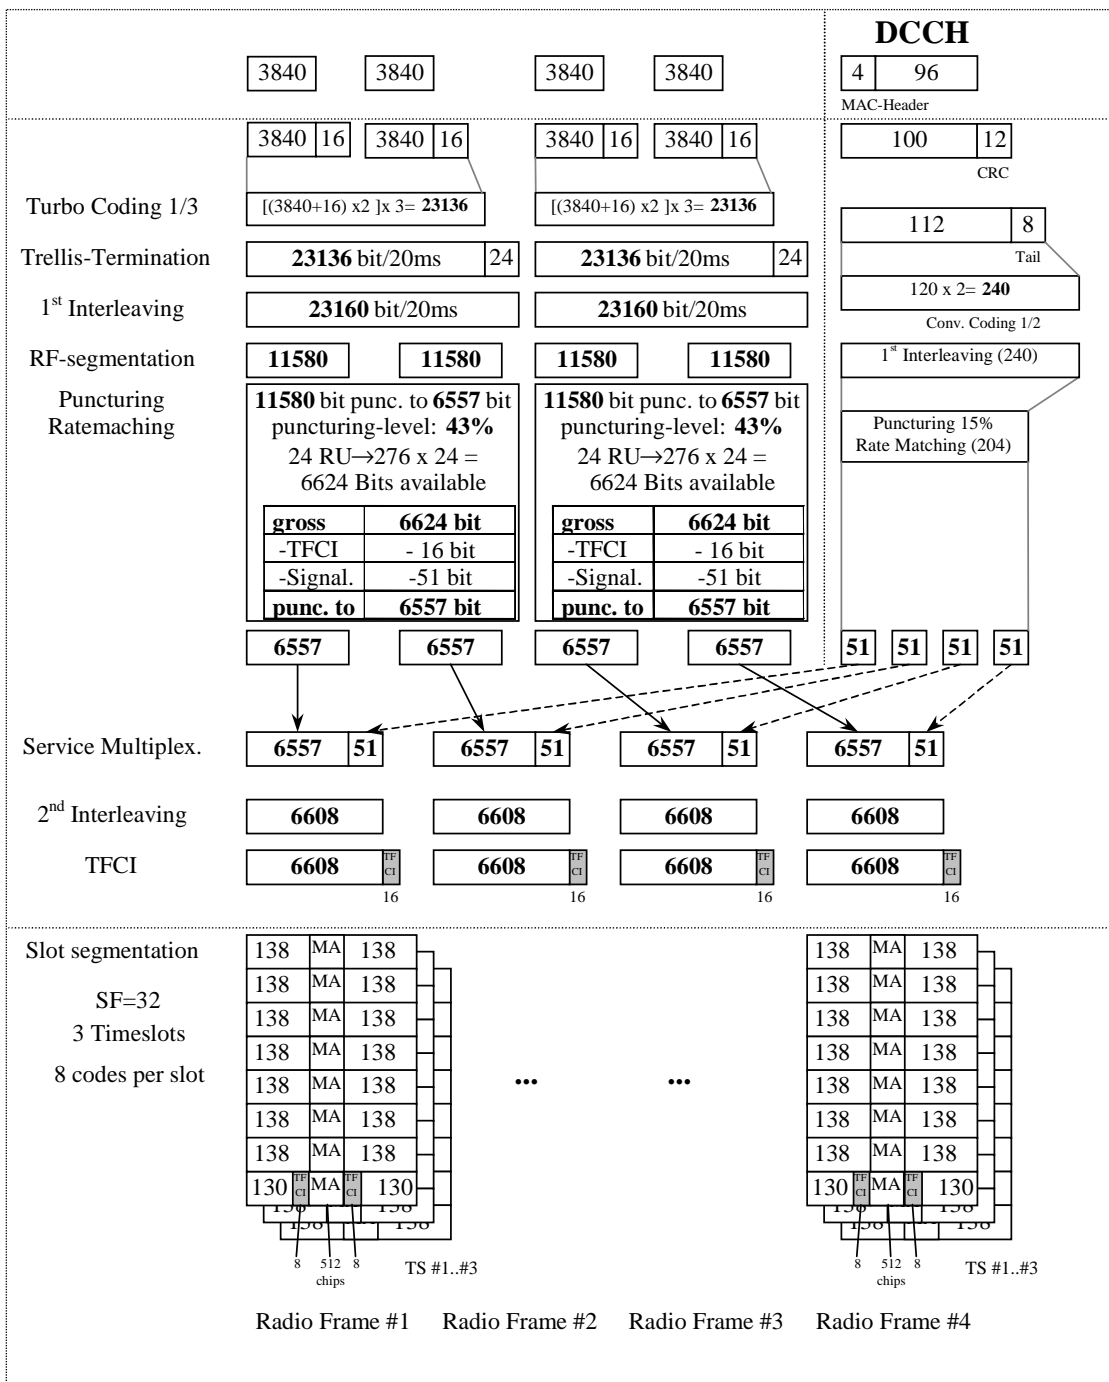 DCCH
3840 3840 3840 3840 4 96
MAC-Header
3840 16 3840 16 3840 16 3840 16 100 12
CRC
Turbo Coding 1/3 [(3840+16) x2 ]x 3= 23136 [(3840+16) x2 ]x 3= 23136
112 8
Tail
Trellis-Termination 23136 bit/20ms 24 23136 bit/20ms 24
120 x 2= 240
Conv. Coding 1/2
1st Interleaving 23160 bit/20ms 23160 bit/20ms
RF-segmentation 11580 11580 11580 11580 1st Interleaving (240)
Puncturing
Ratemaching
11580 bit punc. to 6557 bit
puncturing-level: 43%
24 RU→276 x 24 =
6624 Bits available
gross 6624 bit
-TFCI - 16 bit
-Signal. -51 bit
punc. to 6557 bit
11580 bit punc. to 6557 bit
puncturing-level: 43%
24 RU→276 x 24 =
6624 Bits available
gross 6624 bit
-TFCI - 16 bit
-Signal. -51 bit
punc. to 6557 bit
Puncturing 15%
Rate Matching (204)
6557 6557 6557 6557 51 51 51 51
Service Multiplex. 6557 51 6557 51 6557 51 6557 51
2nd Interleaving 6608 6608 6608 6608
TFCI 6608 TF CI 6608 TF CI 6608 TF CI 6608 TF CI
16 16 16 16
Slot segmentation 138 MA 138 138 MA 138
138 MA 138 138 MA 138
SF=32 138 MA 138 138 MA 138
3 Timeslots 138 MA 138 138 MA 138
8 codes per slot 138 MA 138 ... ... 138 MA 138
138 MA 138 138 MA 138
138 MA 138 138 MA 138
130 TF CI MA TF CI 130 130 TF CI MA TF CI 130
138 138 138 138
138 138 138 138
8 512 chips 8 TS #1..#3 8 512 chips 8 TS #1..#3
Radio Frame #1 Radio Frame #2 Radio Frame #3 Radio Frame #4